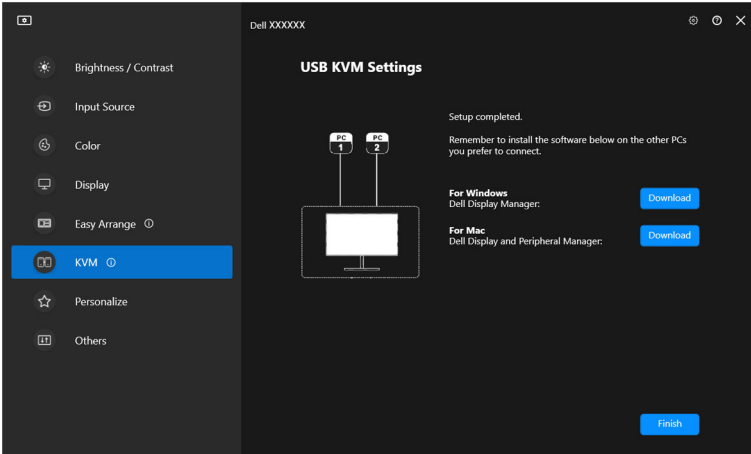 Dell XXXXXX
Brightness / Contrast
Input Source
Color
Display
Easy Arrange
KVM
Personalize
Others
USB KVM Settings
PC
1
PC
2
Setup completed.
Remember to install the software below on the other PCs
you prefer to connect.
For Windows
Dell Display Manager:
Download
For Mac
Dell Display and Peripheral Manager:
Download
Finish